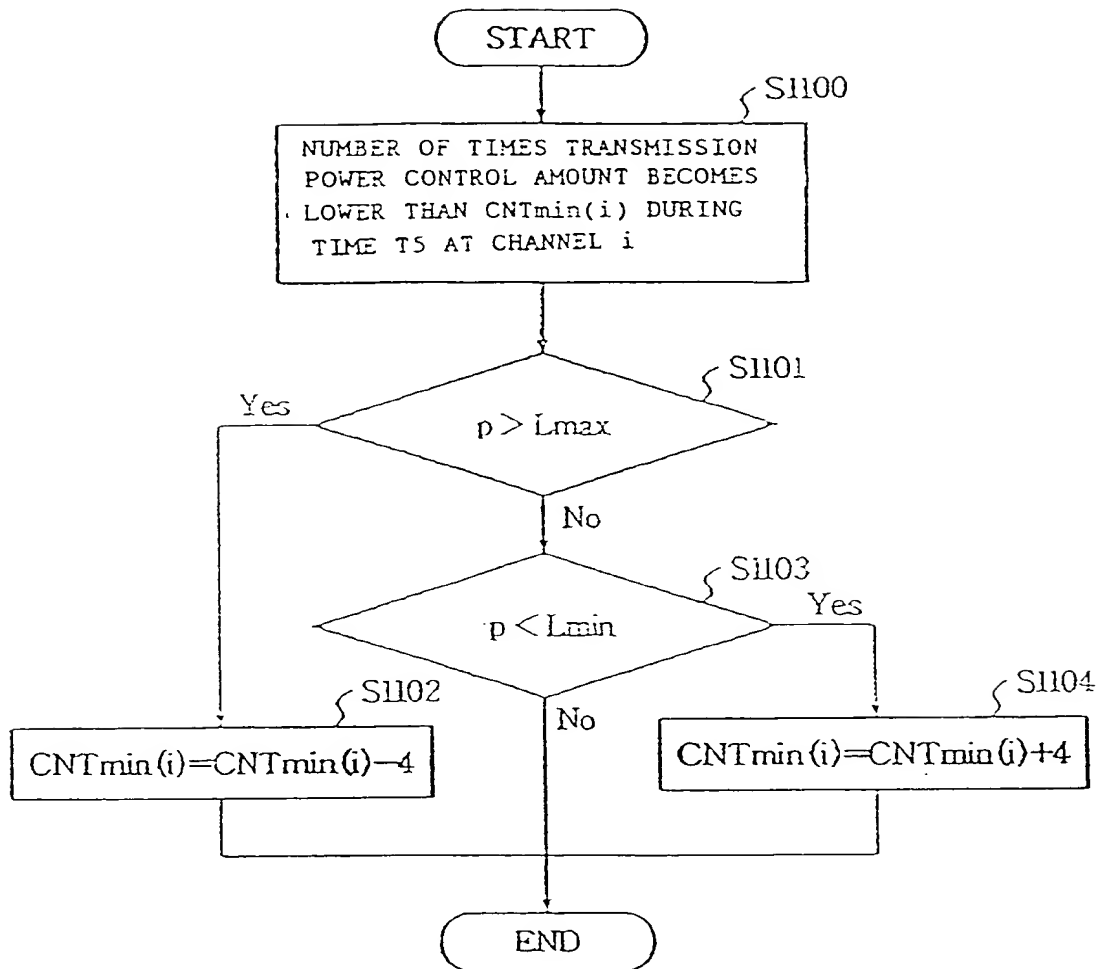 START
S1100
NUMBER OF TIMES TRANSMISSION
POWER CONTROL AMOUNT BECOMES
LOWER THAN CNTmin(i) DURING
TIME T5 AT CHANNEL i
S1101
Yes
p > Lmax
No
S1103
Yes
p < Lmin
S1102
No
S1104
CNTmin(i)=CNTmin(i)−4
CNTmin(i)=CNTmin(i)+4
END